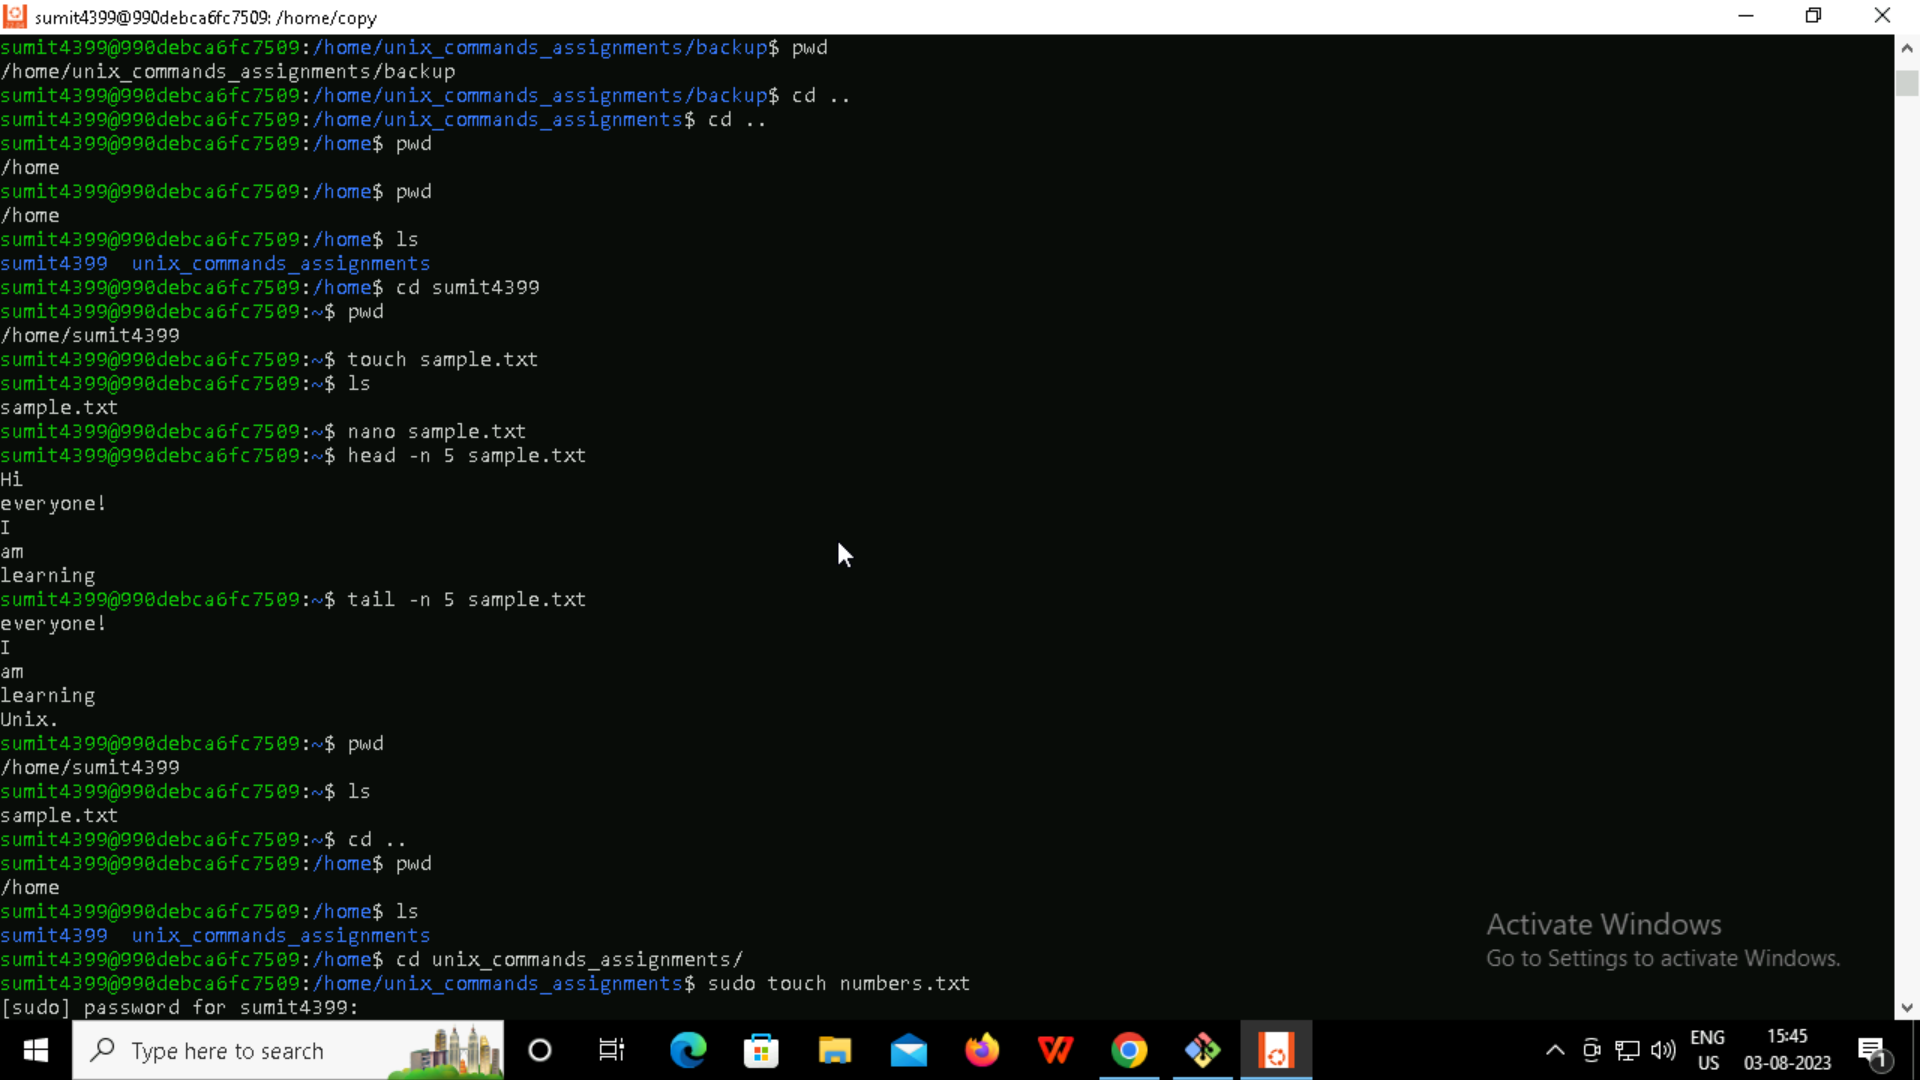 sumit4399@990debca6fc7509: /home/copy
sumit4399@990debca6fc7509:/home/unix_commands_assignments/backup$ pwd
/home/unix_commands_assignments/backup
sumit4399@990debca6fc7509:/home/unix_commands_assignments/backup$ cd ..
sumit4399@990debca6fc7509:/home/unix_commands_assignments$ cd ..
sumit4399@990debca6fc7509:/home$ pwd
/home
sumit4399@990debca6fc7509:/home$ pwd
/home
sumit4399@990debca6fc7509:/home$ ls
sumit4399  unix_commands_assignments
sumit4399@990debca6fc7509:/home$ cd sumit4399
sumit4399@990debca6fc7509:~$ pwd
/home/sumit4399
sumit4399@990debca6fc7509:~$ touch sample.txt
sumit4399@990debca6fc7509:~$ ls
sample.txt
sumit4399@990debca6fc7509:~$ nano sample.txt
sumit4399@990debca6fc7509:~$ head -n 5 sample.txt
Hi
everyone!
I
am
learning
sumit4399@990debca6fc7509:~$ tail -n 5 sample.txt
everyone!
I
am
learning
Unix.
sumit4399@990debca6fc7509:~$ pwd
/home/sumit4399
sumit4399@990debca6fc7509:~$ ls
sample.txt
sumit4399@990debca6fc7509:~$ cd ..
sumit4399@990debca6fc7509:/home$ pwd
/home
sumit4399@990debca6fc7509:/home$ ls
sumit4399  unix_commands_assignments
sumit4399@990debca6fc7509:/home$ cd unix_commands_assignments/
sumit4399@990debca6fc7509:/home/unix_commands_assignments$ sudo touch numbers.txt
[sudo] password for sumit4399:
Activate Windows
Go to Settings to activate Windows.
Type here to search
ENG
US
15:45
03-08-2023
1